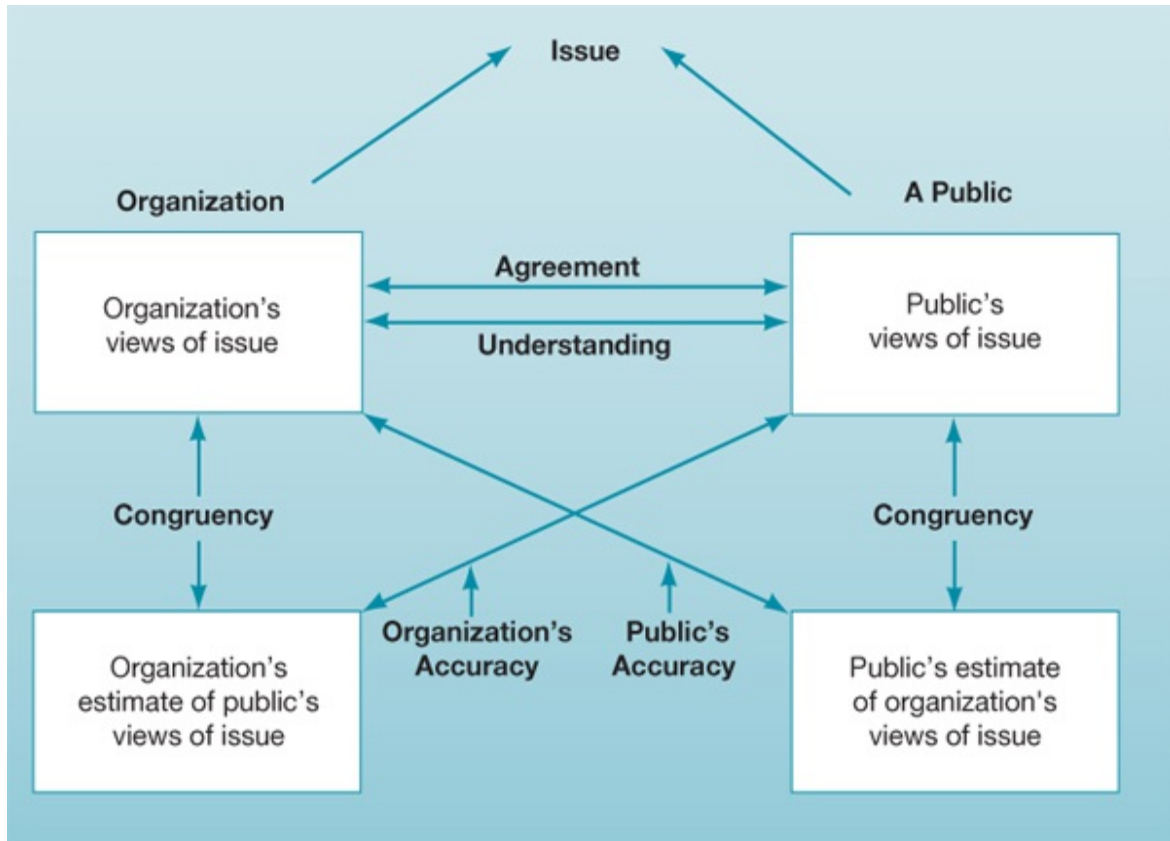 Issue
Organization
A Public
Organization’s
views of issue
Agreement
Understanding
Public’s
views of issue
Congruency
Congruency
Organization’s
Accuracy
Public’s
Accuracy
Organization’s
estimate of public’s
views of issue
Public’s estimate
of organization's
views of issue